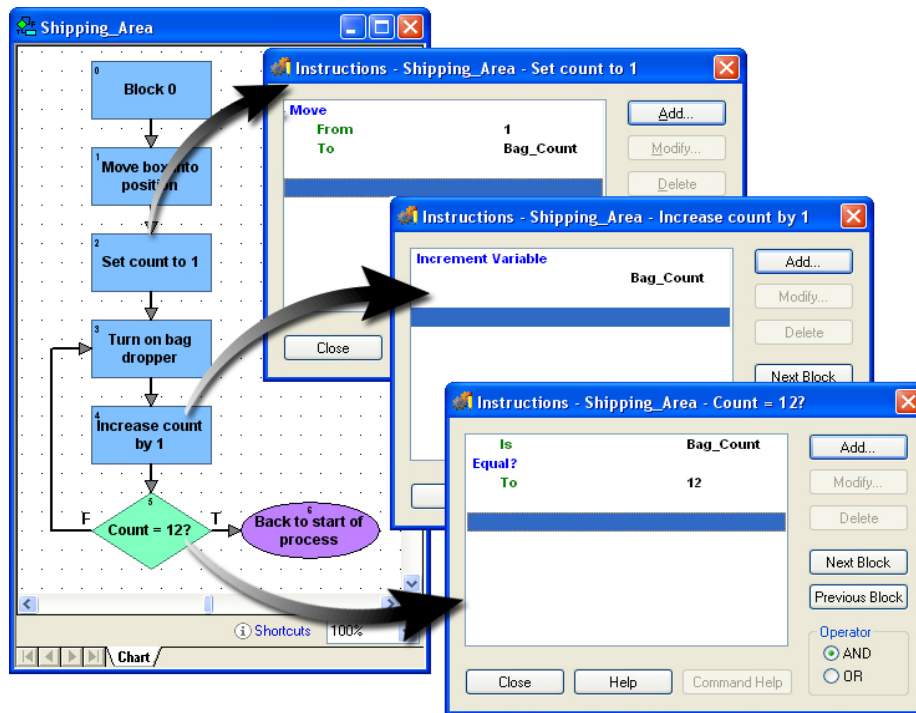 Shipping_Area
0
Block 0
1
Move box into
position
2
Set count to 1
3
Turn on bag
dropper
4
Increase count
by 1
5
F
Count = 12?
T
6
Back to start of
process
Shortcuts
100%
Chart
Instructions - Shipping_Area - Set count to 1
Move
From 1
To Bag_Count
Add...
Modify...
Delete
Close
Instructions - Shipping_Area - Increase count by 1
Increment Variable
Bag_Count
Add...
Modify...
Delete
Next Block
Instructions - Shipping_Area - Count = 12?
Is Bag_Count
Equal?
To 12
Add...
Modify...
Delete
Next Block
Previous Block
Operator
AND
OR
Close
Help
Command Help